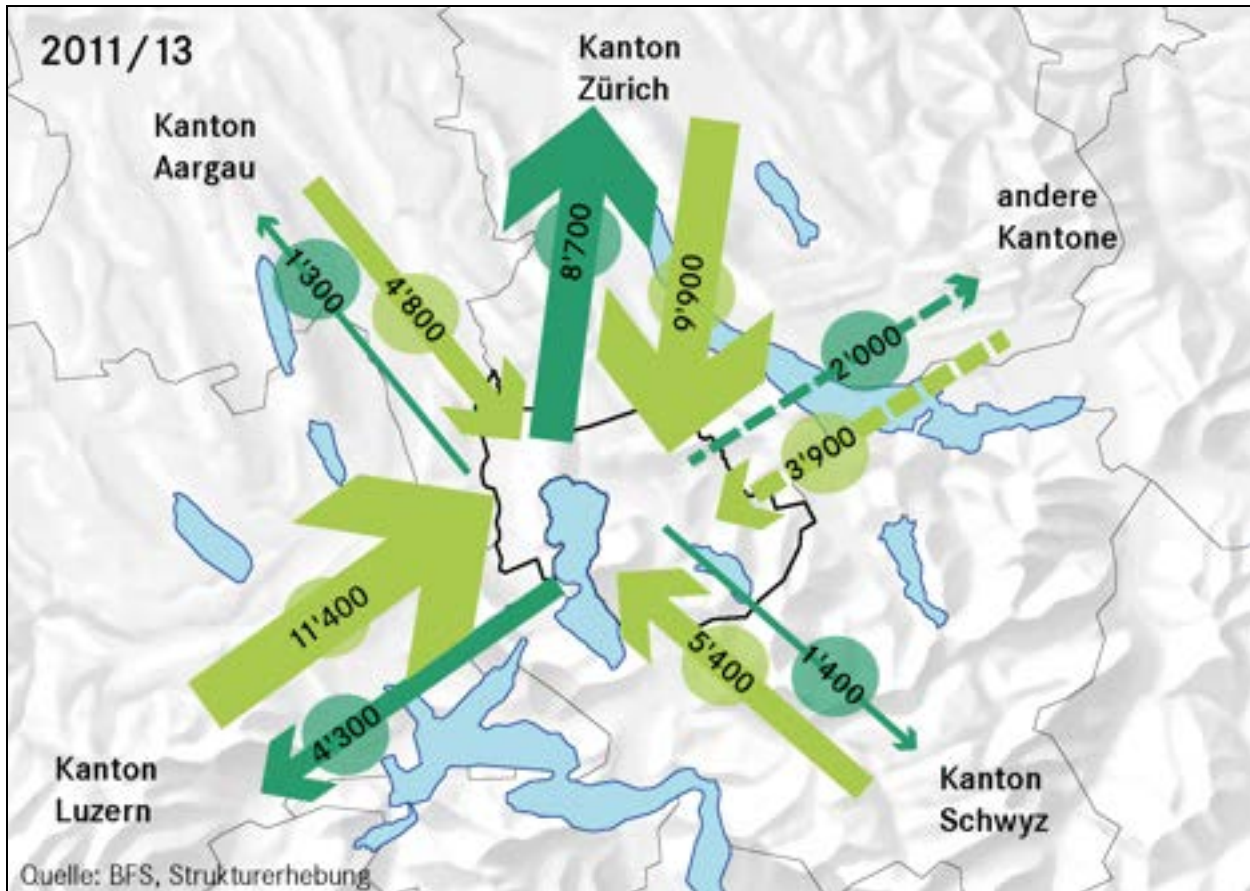 2011/13
Kanton
Zürich
Kanton
Aargau
andere
Kantone
1'300
4'800
8'700
9'900
2'000
3'900
11'400
4'300
5'400
1'400
Kanton
Luzern
Kanton
Schwyz
Quelle: BFS, Strukturerhebung